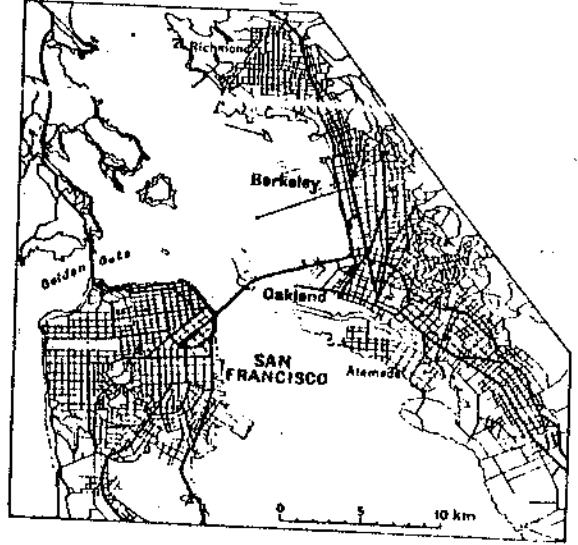 Richmond
Berkeley
Golden Gate
Oakland
SAN
FRANCISCO
Alameda
0 5 10 km